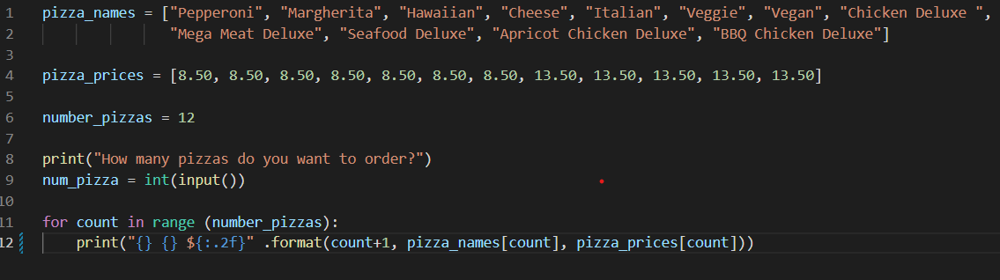 1 pizza_names = ["Pepperoni", "Margherita", "Hawaiian", "Cheese", "Italian", "Veggie", "Vegan", "Chicken Deluxe ",
2 "Mega Meat Deluxe", "Seafood Deluxe", "Apricot Chicken Deluxe", "BBQ Chicken Deluxe"]
3
4 pizza_prices = [8.50, 8.50, 8.50, 8.50, 8.50, 8.50, 8.50, 13.50, 13.50, 13.50, 13.50, 13.50]
5
6 number_pizzas = 12
7
8 print("How many pizzas do you want to order?")
9 num_pizza = int(input())
10
11 for count in range (number_pizzas):
12 print("{} {} ${:.2f}" .format(count+1, pizza_names[count], pizza_prices[count]))